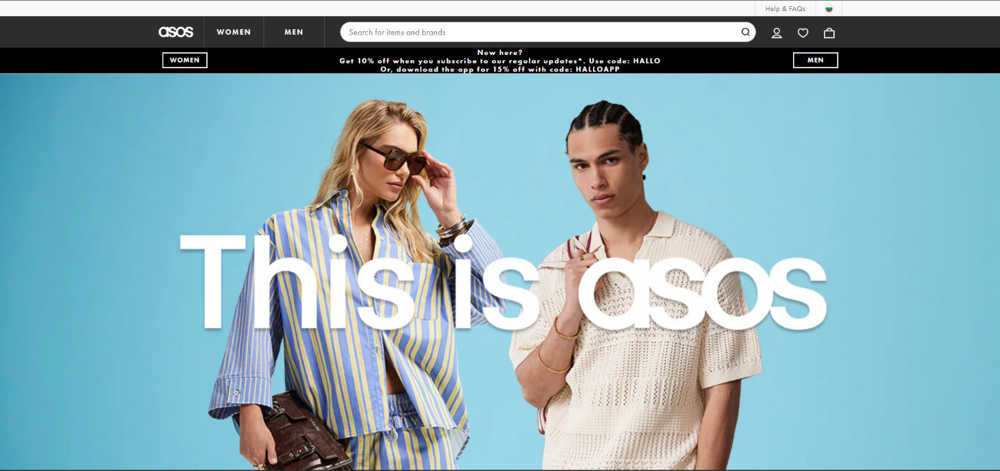 Help & FAQs
asos
WOMEN
MEN
Search for items and brands
WOMEN
New here?
Get 10% off when you subscribe to our regular updates*. Use code: HALLO
Or, download the app for 15% off with code: HALLOAPP
MEN
This is asos